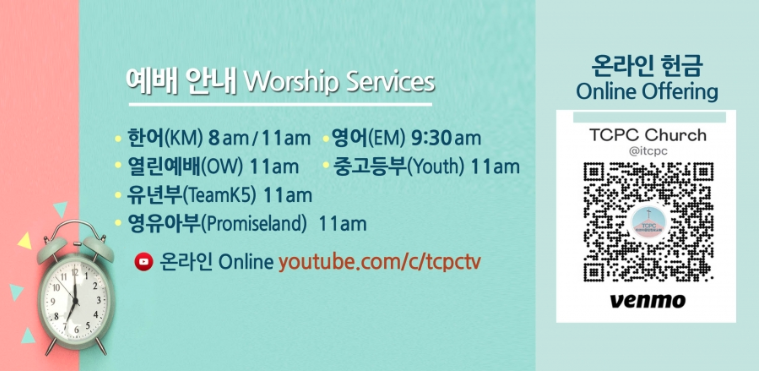 예배 안내 Worship Services
• 한어(KM) 8am/11am • 영어(EM) 9:30am
• 열린예배(OW) 11am • 중고등부(Youth) 11am
• 유년부(TeamK5) 11am
• 영유아부(Promiseland) 11am
온라인 Online youtube.com/c/tcpctv
온라인 헌금
Online Offering
TCPC Church
@itcpc
TCPC
venmo